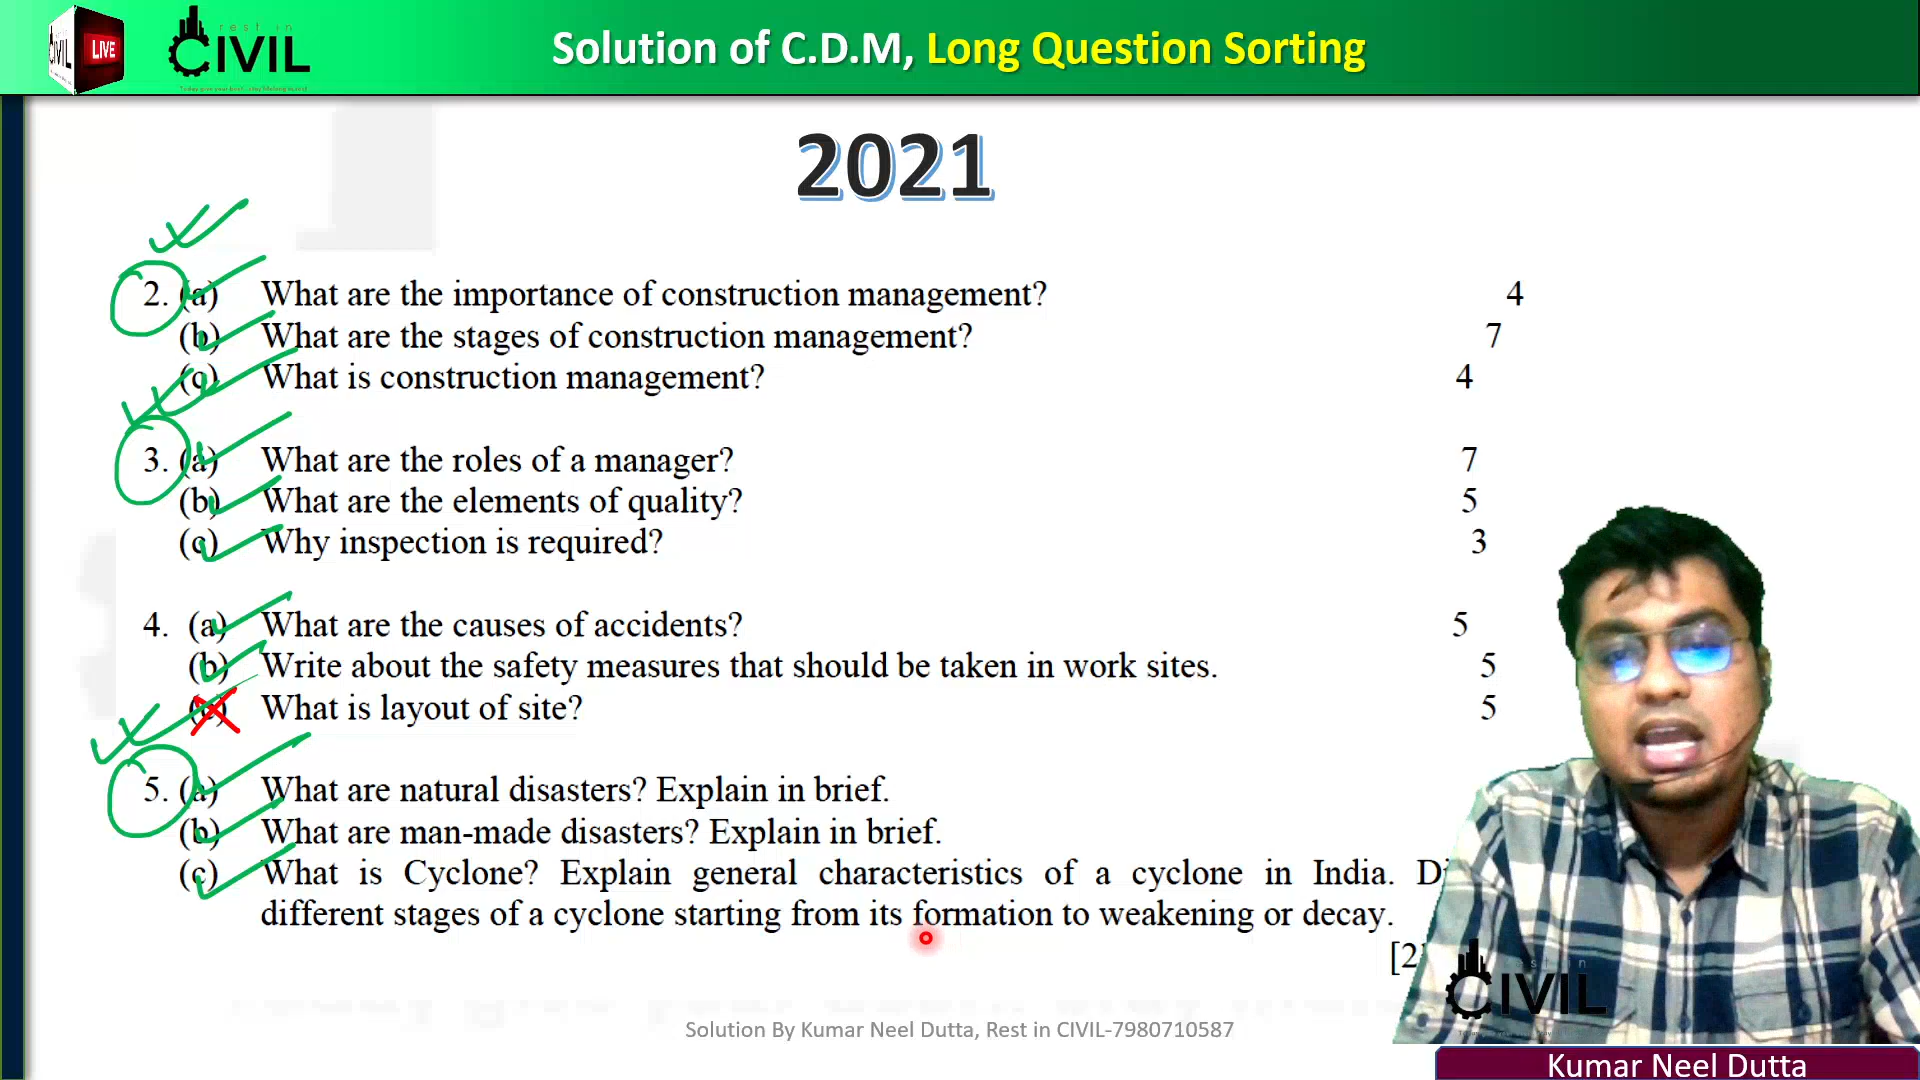 CIVIL
LIVE
rest in
CIVIL
Solution of C.D.M, Long Question Sorting
2021
2. (a) What are the importance of construction management? 4
(b) What are the stages of construction management? 7
(c) What is construction management? 4
3. (a) What are the roles of a manager? 7
(b) What are the elements of quality? 5
(c) Why inspection is required? 3
4. (a) What are the causes of accidents? 5
(b) Write about the safety measures that should be taken in work sites. 5
(c) What is layout of site? 5
5. (a) What are natural disasters? Explain in brief.
(b) What are man-made disasters? Explain in brief.
(c) What is Cyclone? Explain general characteristics of a cyclone in India.
different stages of a cyclone starting from its formation to weakening or decay.
[2
CIVIL
Solution By Kumar Neel Dutta, Rest in CIVIL-7980710587
Kumar Neel Dutta